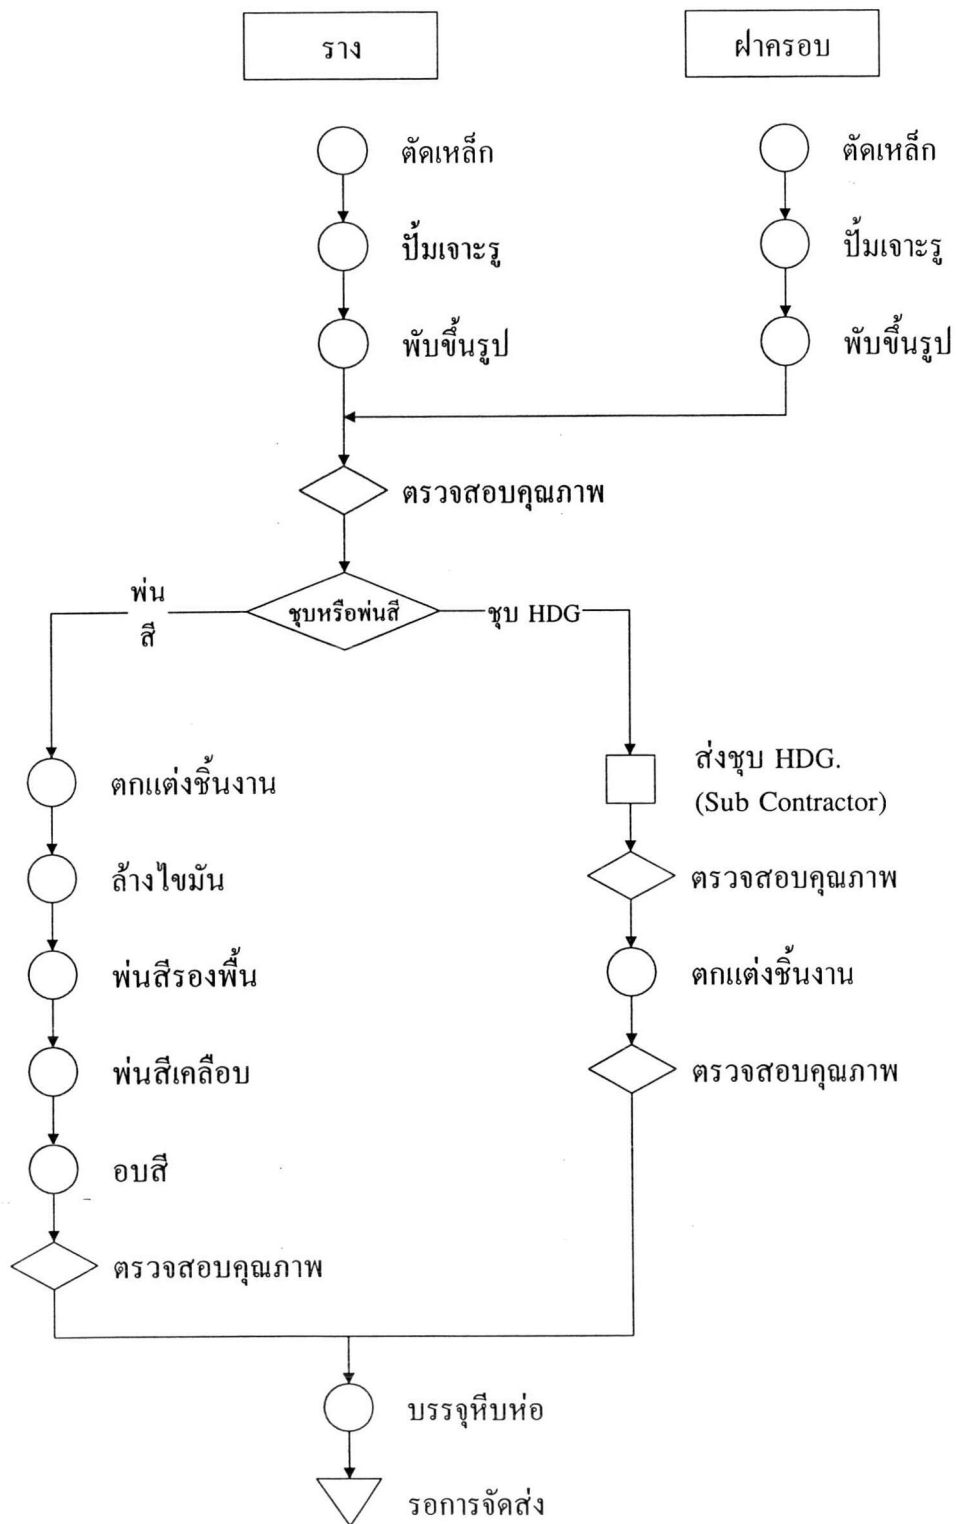 ราง
ฝาครอบ
ตัดเหล็ก
ตัดเหล็ก
ปั้มเจาะรู
ปั้มเจาะรู
พับขึ้นรูป
พับขึ้นรูป
ตรวจสอบคุณภาพ
พ่น
สี
ชุบหรือพ่นสี
ชุบ HDG
ตกแต่งชิ้นงาน
ล้างไขมัน
พ่นสีรองพื้น
พ่นสีเคลือบ
อบสี
ตรวจสอบคุณภาพ
ส่งชุบ HDG.
(Sub Contractor)
ตรวจสอบคุณภาพ
ตกแต่งชิ้นงาน
ตรวจสอบคุณภาพ
บรรจุหีบห่อ
รอการจัดส่ง